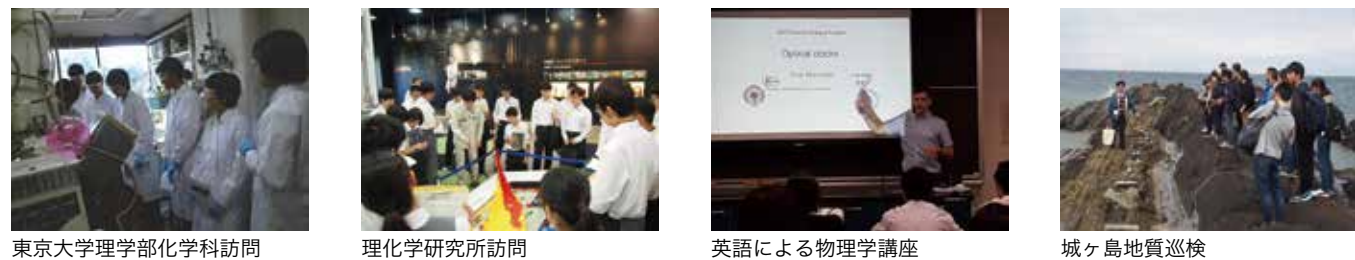 Optical clocks
東京大学理学部化学科訪問
理化学研究所訪問
英語による物理学講座
城ヶ島地質巡検